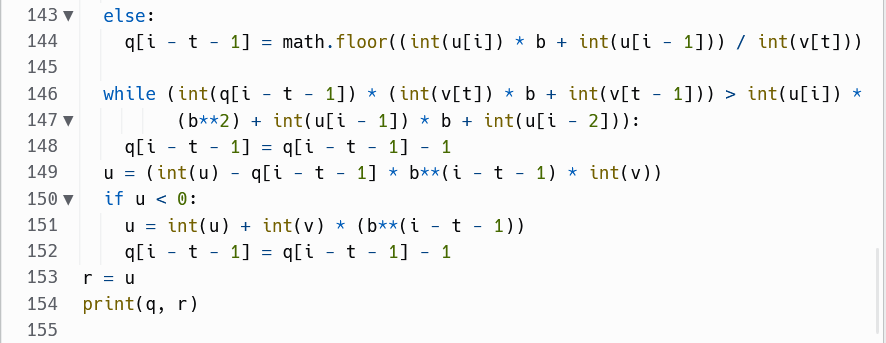 143 else:
144 q[i - t - 1] = math.floor((int(u[i]) * b + int(u[i - 1])) / int(v[t]))
145
146 while (int(q[i - t - 1]) * (int(v[t]) * b + int(v[t - 1])) > int(u[i]) *
147 (b**2) + int(u[i - 1]) * b + int(u[i - 2])):
148 q[i - t - 1] = q[i - t - 1] - 1
149 u = (int(u) - q[i - t - 1] * b**(i - t - 1) * int(v))
150 if u < 0:
151 u = int(u) + int(v) * (b**(i - t - 1))
152 q[i - t - 1] = q[i - t - 1] - 1
153 r = u
154 print(q, r)
155